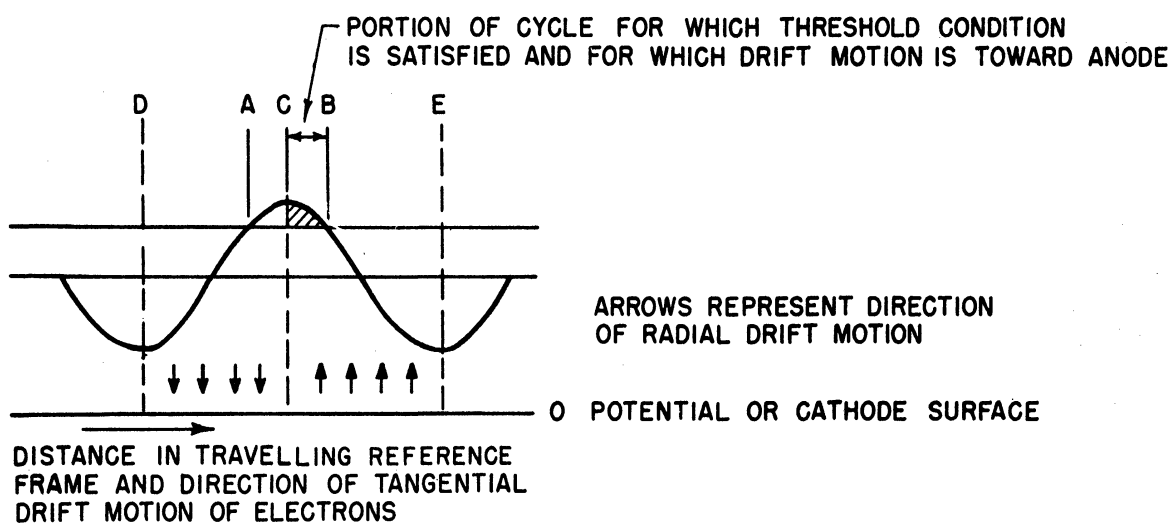 PORTION OF CYCLE FOR WHICH THRESHOLD CONDITION
IS SATISFIED AND FOR WHICH DRIFT MOTION IS TOWARD ANODE
D A C B E
ARROWS REPRESENT DIRECTION
OF RADIAL DRIFT MOTION
O POTENTIAL OR CATHODE SURFACE
DISTANCE IN TRAVELLING REFERENCE
FRAME AND DIRECTION OF TANGENTIAL
DRIFT MOTION OF ELECTRONS